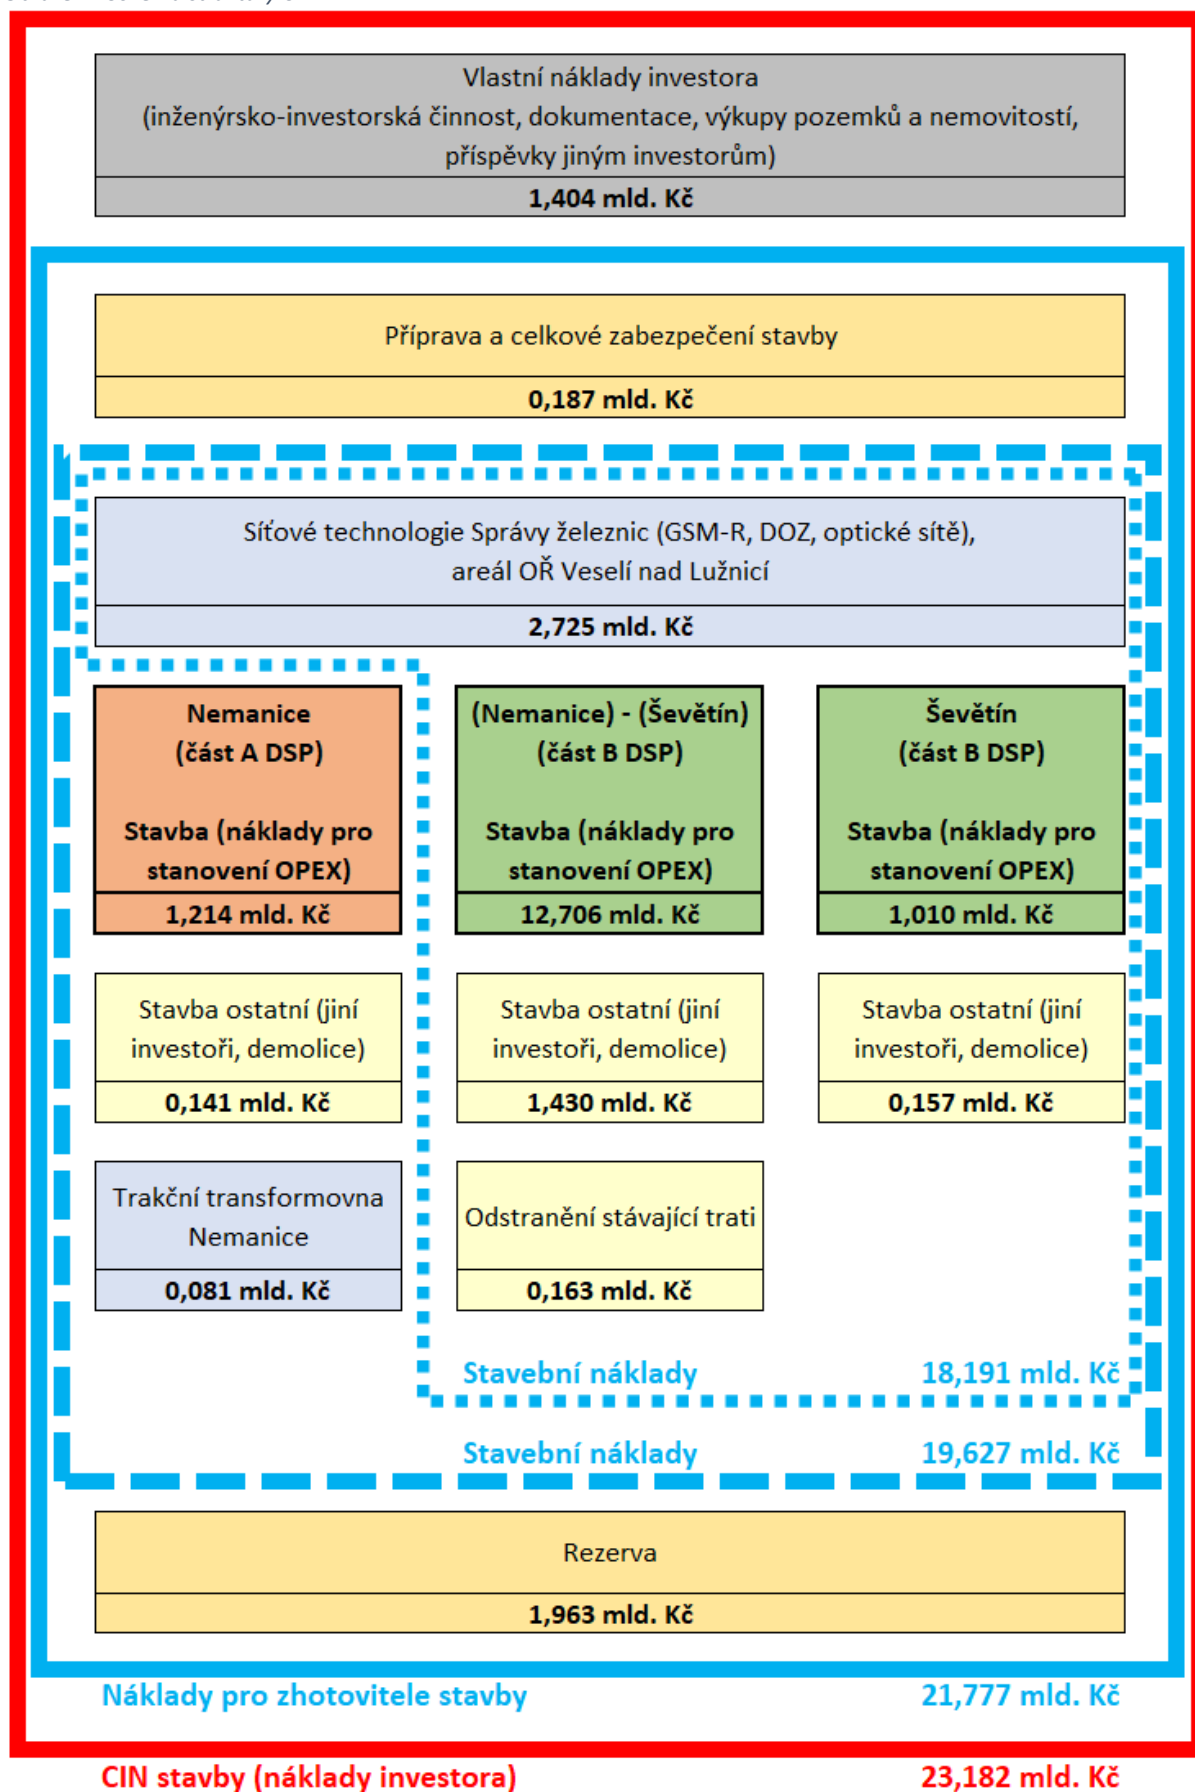 Vlastní náklady investora
(inženýrsko-investorská činnost, dokumentace, výkupy pozemků a nemovitostí,
příspěvky jiným investorům)
1,404 mld. Kč
Příprava a celkové zabezpečení stavby
0,187 mld. Kč
Síťové technologie Správy železnic (GSM-R, DOZ, optické sítě),
areál OŘ Veselí nad Lužnicí
2,725 mld. Kč
Nemanice
(část A DSP)
Stavba (náklady pro
stanovení OPEX)
1,214 mld. Kč
(Nemanice) - (Ševětín)
(část B DSP)
Stavba (náklady pro
stanovení OPEX)
12,706 mld. Kč
Ševětín
(část B DSP)
Stavba (náklady pro
stanovení OPEX)
1,010 mld. Kč
Stavba ostatní (jiní
investoři, demolice)
0,141 mld. Kč
Stavba ostatní (jiní
investoři, demolice)
1,430 mld. Kč
Stavba ostatní (jiní
investoři, demolice)
0,157 mld. Kč
Trakční transformovna
Nemanice
0,081 mld. Kč
Odstranění stávající trati
0,163 mld. Kč
Stavební náklady 18,191 mld. Kč
Stavební náklady 19,627 mld. Kč
Rezerva
1,963 mld. Kč
Náklady pro zhotovitele stavby 21,777 mld. Kč
CIN stavby (náklady investora) 23,182 mld. Kč